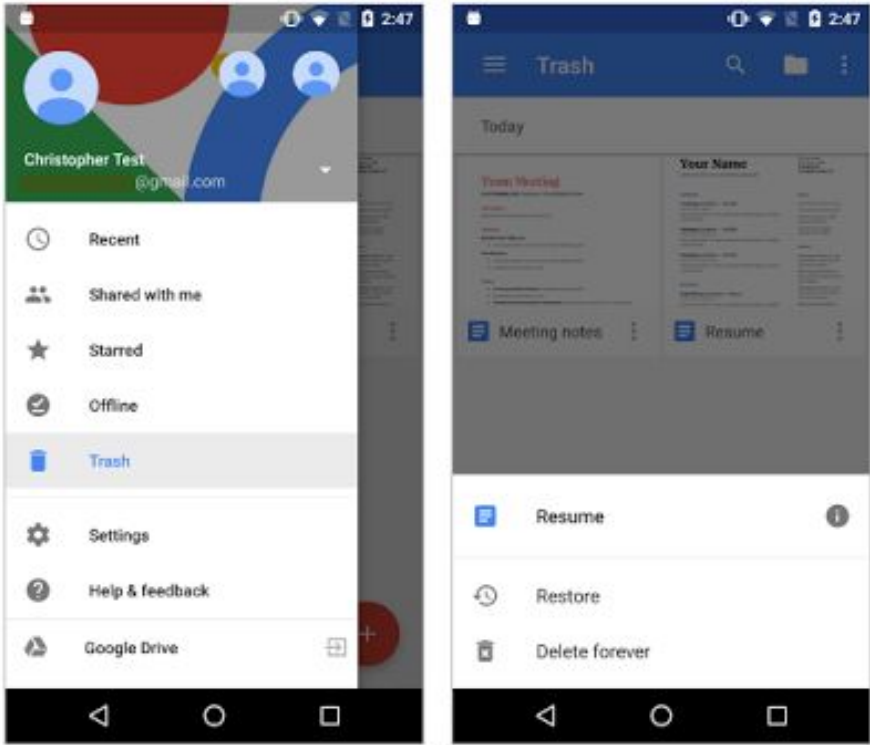 2:47
Christopher Test
@gmail.com
Recent
Shared with me
Starred
Offline
Trash
Settings
Help & feedback
Google Drive
2:47
Trash
Today
Team Meeting
Your Name
Meeting notes
Resume
Resume
Restore
Delete forever